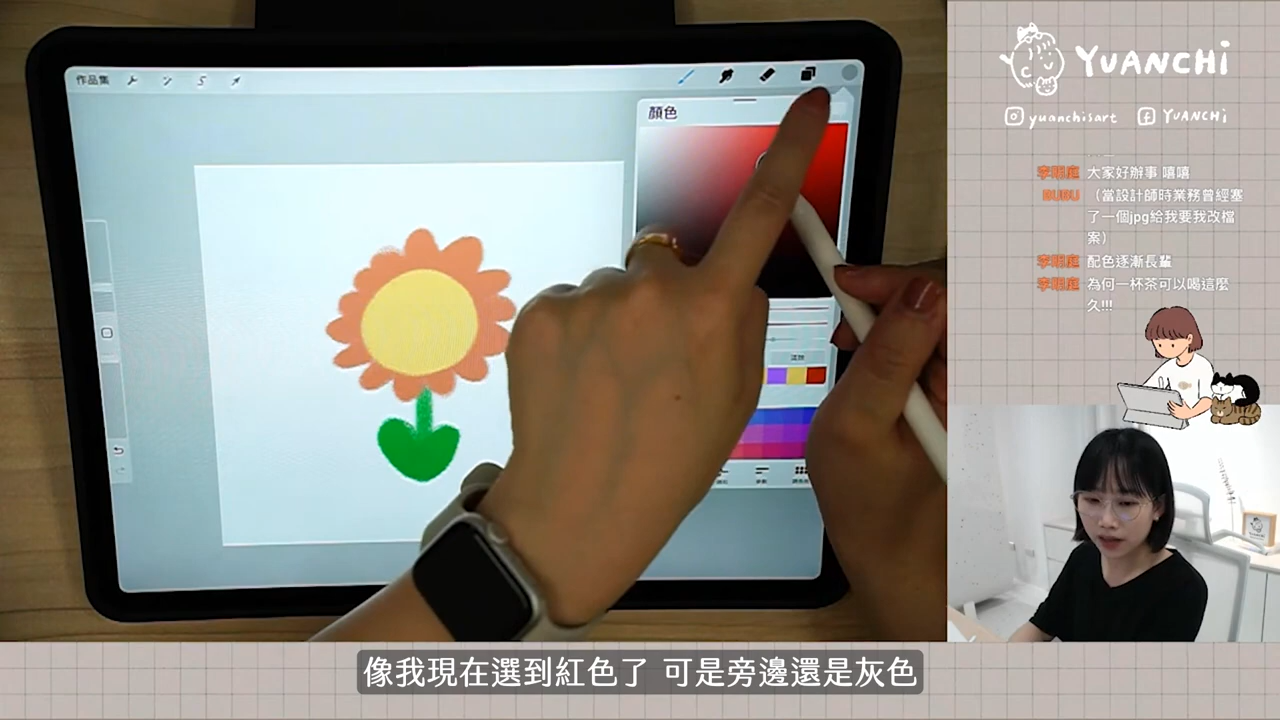 作品集
顏色
YUANCHI
yuanchisart
YUANCHI
大家好辦事 嘻嘻
BUBU （當設計師時業務曾經塞
了一個jpg給我要我改檔
案）
配色逐漸長輩
為何一杯茶可以喝這麼
久!!!
像我現在選到紅色了 可是旁邊還是灰色